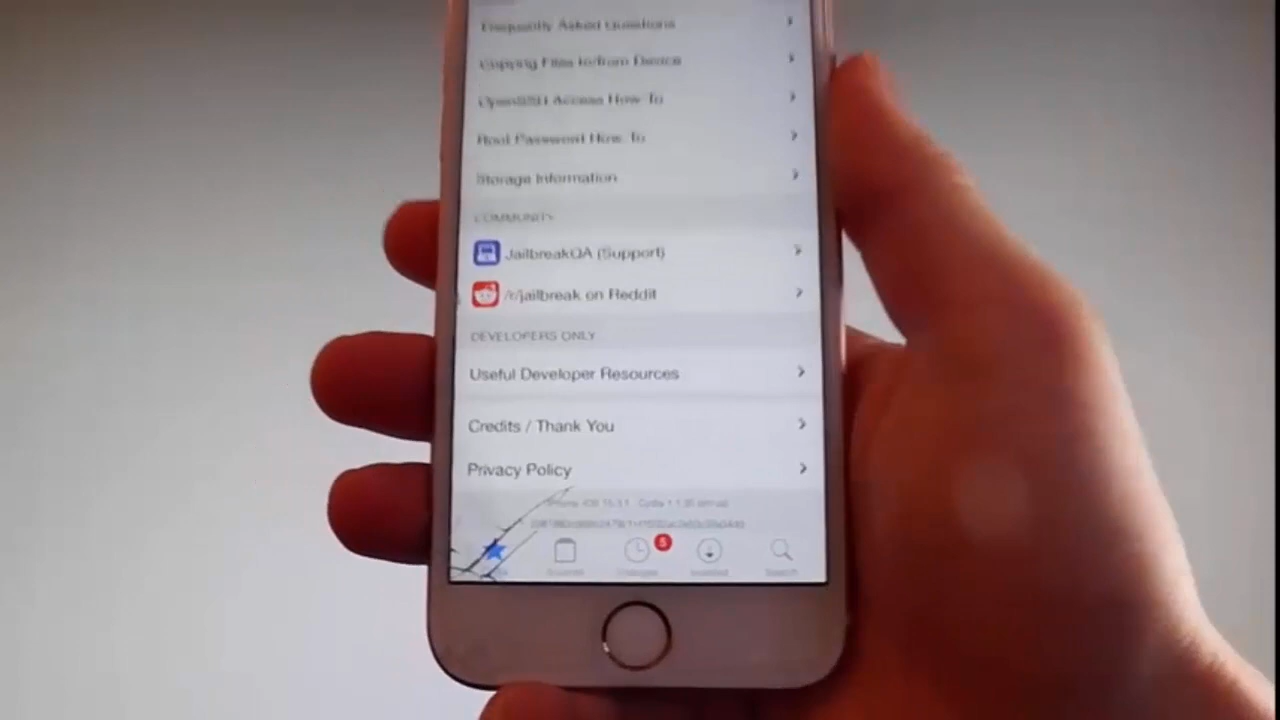 Frequently Asked Questions
Copying Files to/from Device
OpenSSH Access How-To
Root Password How-To
Storage Information
COMMUNITY
JailbreakQA (Support)
/r/jailbreak on Reddit
DEVELOPERS ONLY
Useful Developer Resources
Credits / Thank You
Privacy Policy
5
Changes
Installed
Search